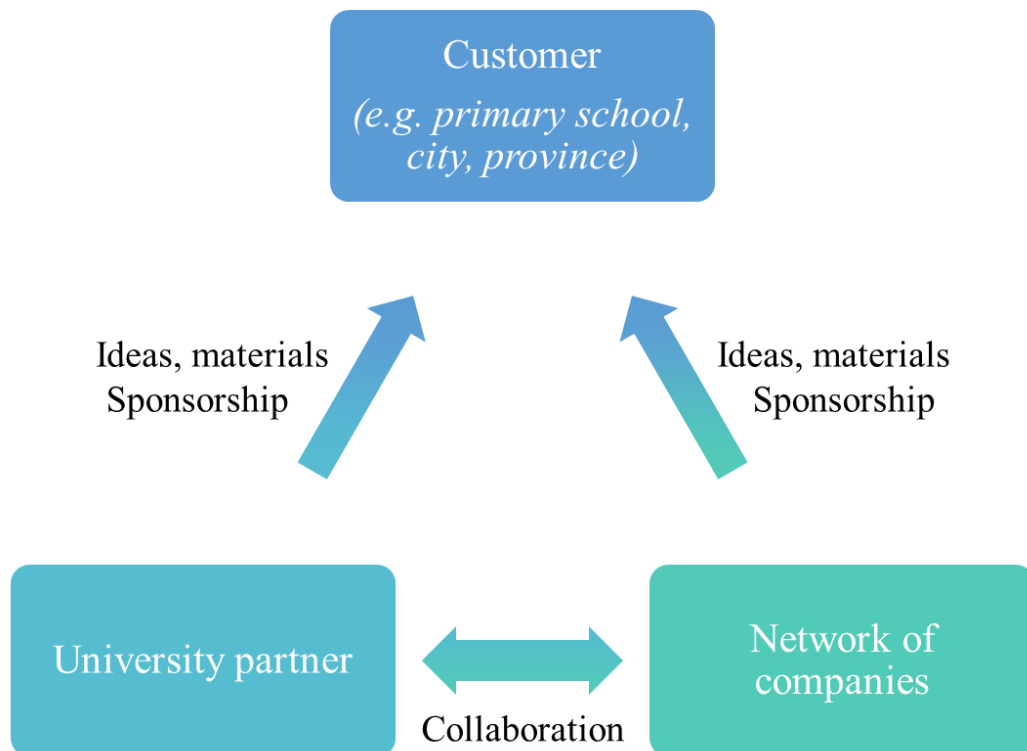 Customer
(e.g. primary school,
city, province)
Ideas, materials
Sponsorship
Ideas, materials
Sponsorship
University partner
Network of
companies
Collaboration